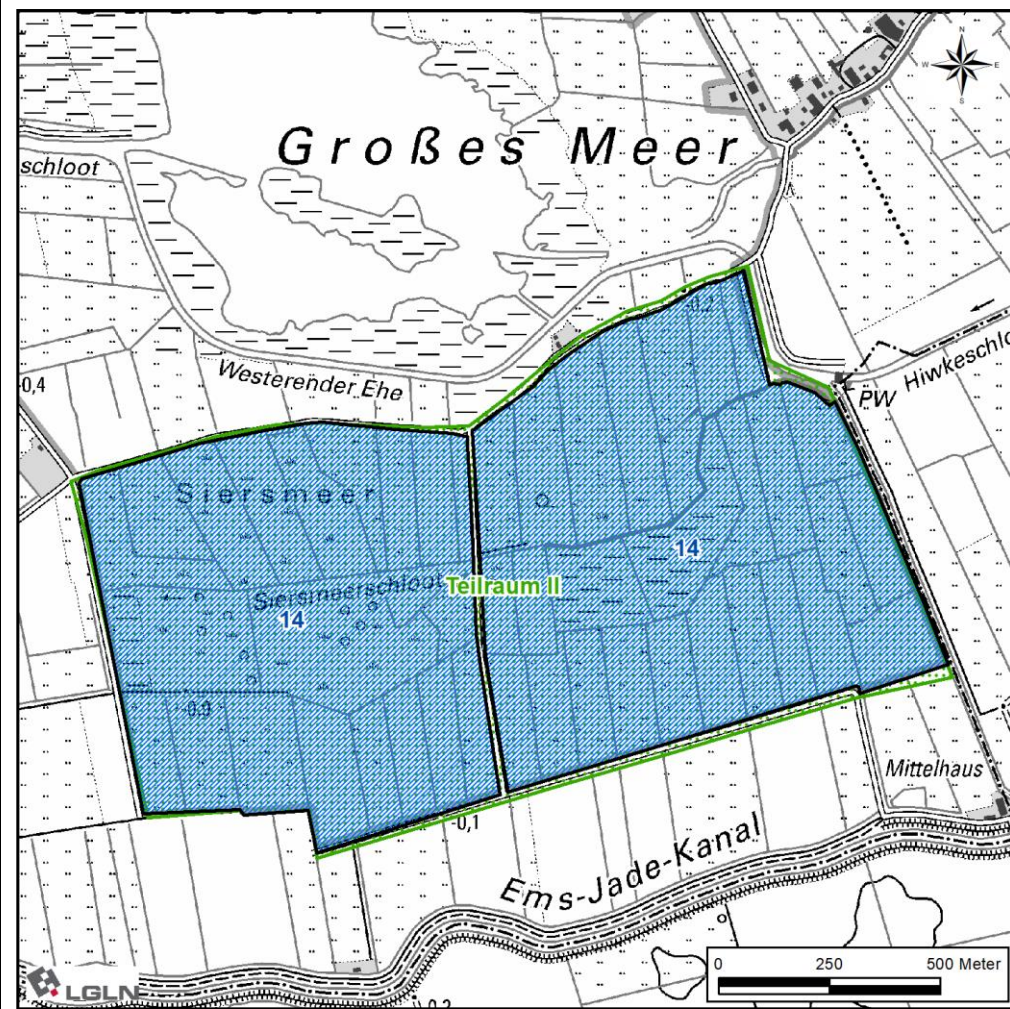 N
W E
S
Großes Meer
schloot
-0,2
Westerender Ehe
-0,4
Hiwkeschlo
PW
Siersmeer
14
Teilraum II
Siersmeerschloot
14
-0,9
Mittelhaus
-0,1
Ems-Jade-Kanal
0 250 500 Meter
LGLN